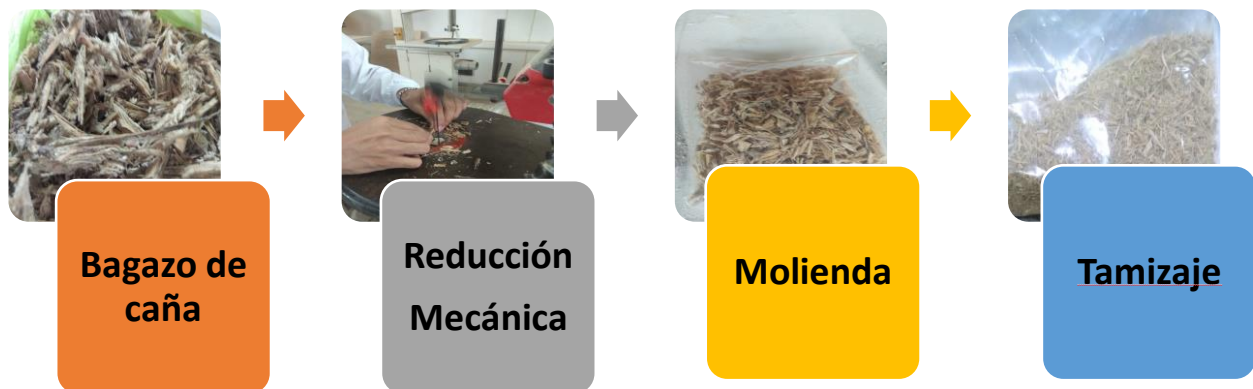 Bagazo de
caña
Reducción
Mecánica
Molienda
Tamizaje